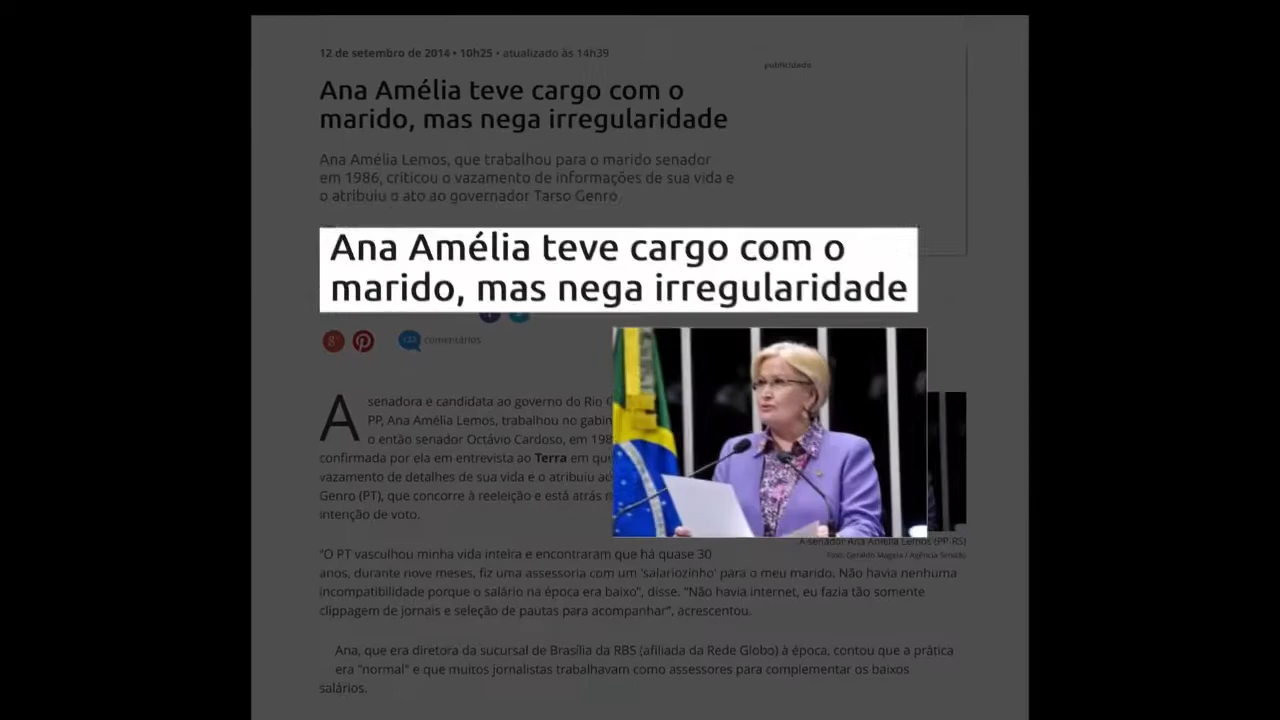 12 de setembro de 2014 • 10h25 • atualizado às 14h39
publicidade
Ana Amélia teve cargo com o
marido, mas nega irregularidade
Ana Amélia Lemos, que trabalhou para o marido senador
em 1986, criticou o vazamento de informações de sua vida e
o atribuiu o ato ao governador Tarso Genro
Ana Amélia teve cargo com o
marido, mas nega irregularidade
comentários
A senadora e candidata ao governo do Rio
PP, Ana Amélia Lemos, trabalhou no
o então senador Octávio Cardoso, em
confirmada por ela em entrevista ao Terra em
vazamento de detalhes de sua vida e o atribuiu
Genro (PT), que concorre à reeleição e está atrás
intenção de voto.
A senador Ana Amélia Lemos (PP-RS)
Foto: Geraldo Magela / Agência Senado
"O PT vasculhou minha vida inteira e encontraram que há quase 30
anos, durante nove meses, fiz uma assessoria com um 'salariozinho' para o meu marido. Não havia nenhuma
incompatibilidade porque o salário na época era baixo", disse. "Não havia internet, eu fazia tão somente
clippagem de jornais e seleção de pautas para acompanhar", acrescentou.
Ana, que era diretora da sucursal de Brasília da RBS (afiliada da Rede Globo) à época, contou que a prática
era "normal" e que muitos jornalistas trabalhavam como assessores para complementar os baixos
salários.